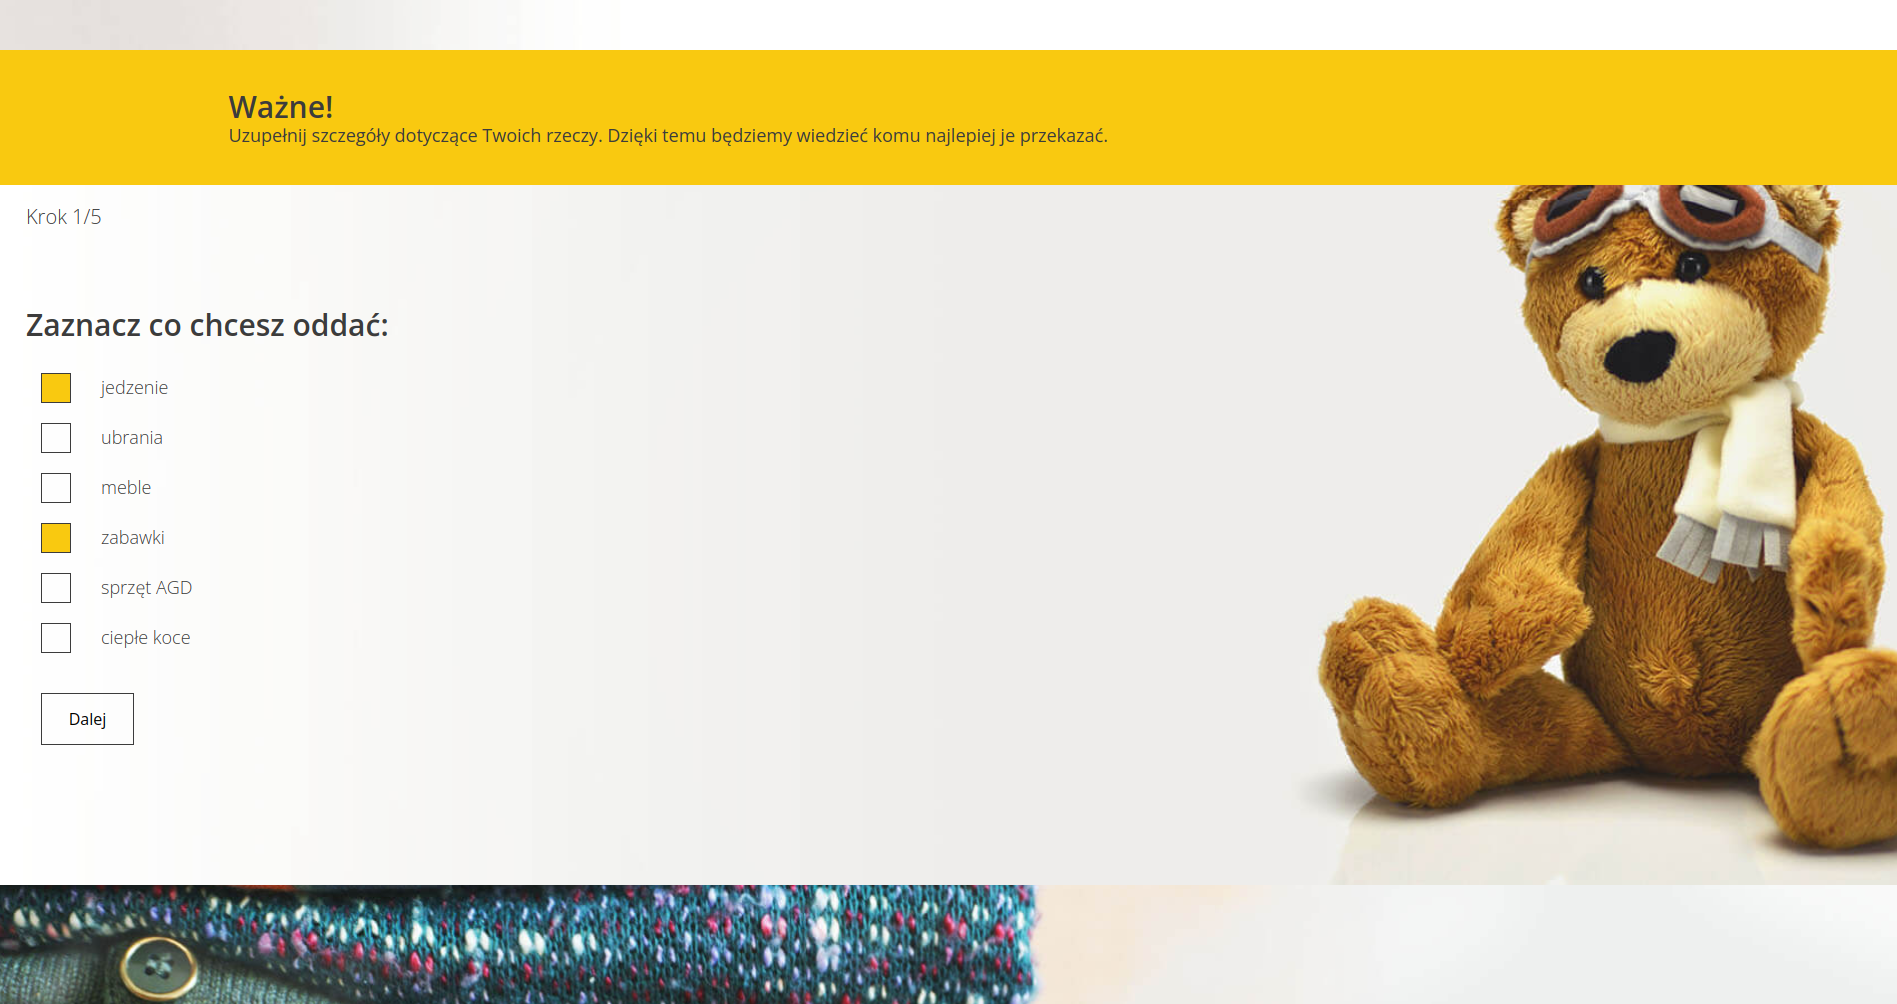 Ważne!
Uzupełnij szczegóły dotyczące Twoich rzeczy. Dzięki temu będziemy wiedzieć komu najlepiej je przekazać.
Krok 1/5
Zaznacz co chcesz oddać:
jedzenie
ubrania
meble
zabawki
sprzęt AGD
ciepłe koce
Dalej